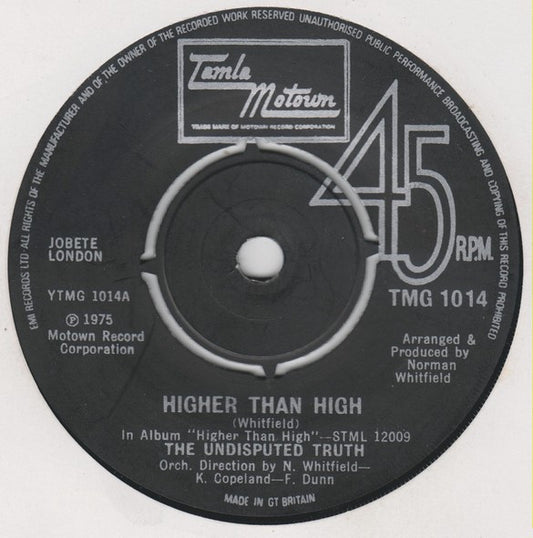 EMI RECORDS LTD·ALL RIGHTS OF THE MANUFACTURER AND OF THE OWNER OF THE RECORDED WORK RESERVED UNAUTHORISED PUBLIC PERFORMANCE BROADCASTING AND COPYING OF THIS RECORD PROHIBITED
Tamla
Motown
TRADE MARK OF MOTOWN RECORD CORPORATION
45
R.P.M.
JOBETE
LONDON
YTMG 1014A
℗ 1975
Motown Record
Corporation
TMG 1014
Arranged &
Produced by
Norman
Whitfield
HIGHER THAN HIGH
(Whitfield)
In Album "Higher Than High"—STML 12009
THE UNDISPUTED TRUTH
Orch. Direction by N. Whitfield—
K. Copeland—F. Dunn
MADE IN GT BRITAIN